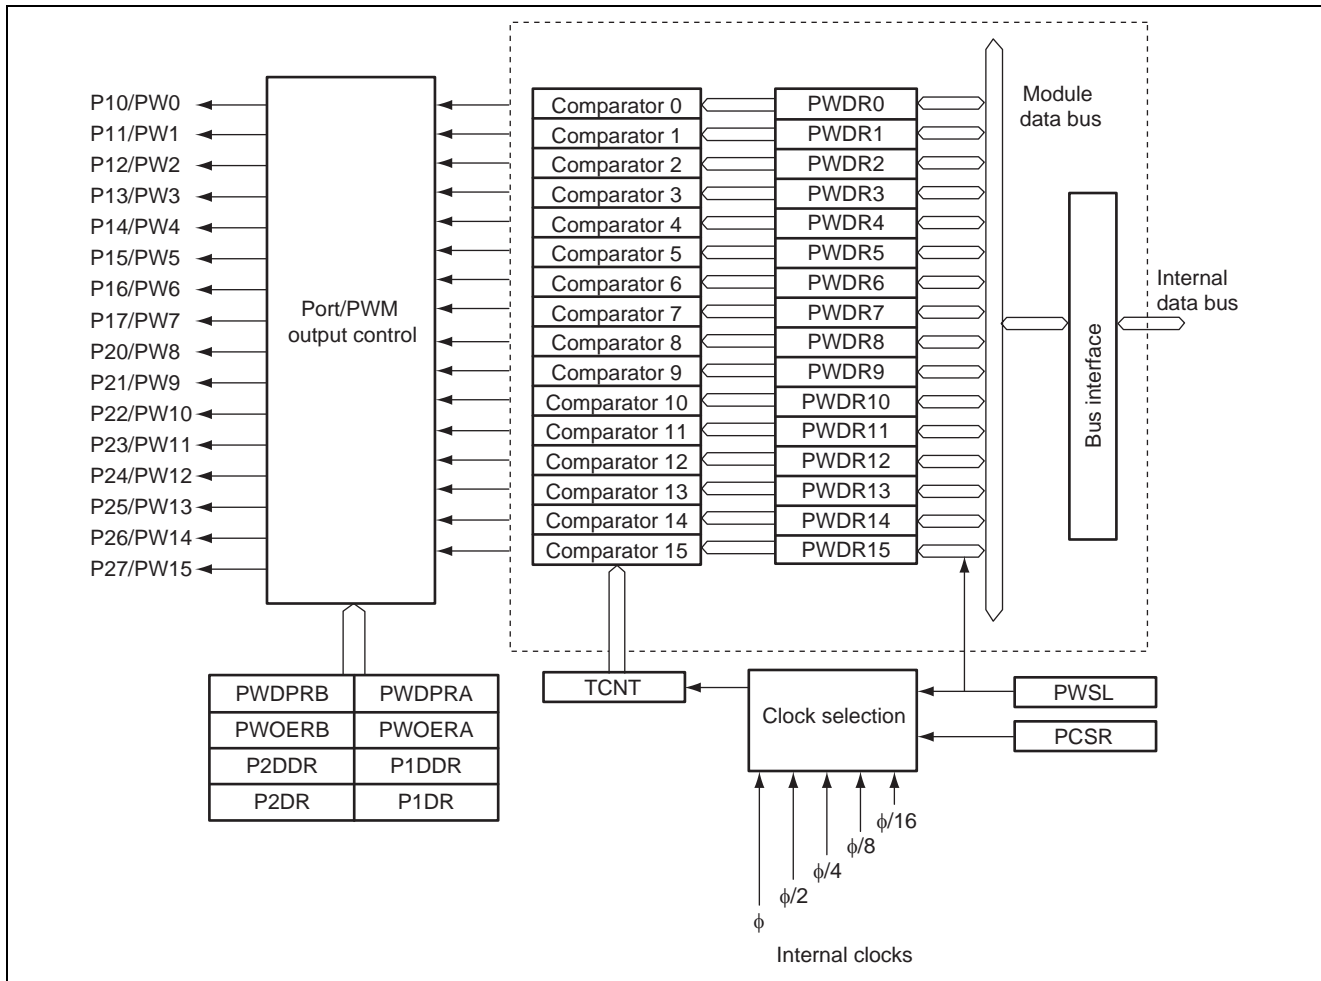 P10/PW0
P11/PW1
P12/PW2
P13/PW3
P14/PW4
P15/PW5
P16/PW6
P17/PW7
P20/PW8
P21/PW9
P22/PW10
P23/PW11
P24/PW12
P25/PW13
P26/PW14
P27/PW15
Port/PWM
output control
Comparator 0
Comparator 1
Comparator 2
Comparator 3
Comparator 4
Comparator 5
Comparator 6
Comparator 7
Comparator 8
Comparator 9
Comparator 10
Comparator 11
Comparator 12
Comparator 13
Comparator 14
Comparator 15
PWDR0
PWDR1
PWDR2
PWDR3
PWDR4
PWDR5
PWDR6
PWDR7
PWDR8
PWDR9
PWDR10
PWDR11
PWDR12
PWDR13
PWDR14
PWDR15
Module
data bus
Bus interface
Internal
data bus
PWDPRB
PWDPRA
PWOERB
PWOERA
P2DDR
P1DDR
P2DR
P1DR
TCNT
Clock selection
PWSL
PCSR
ϕ
ϕ/2
ϕ/4
ϕ/8
ϕ/16
Internal clocks